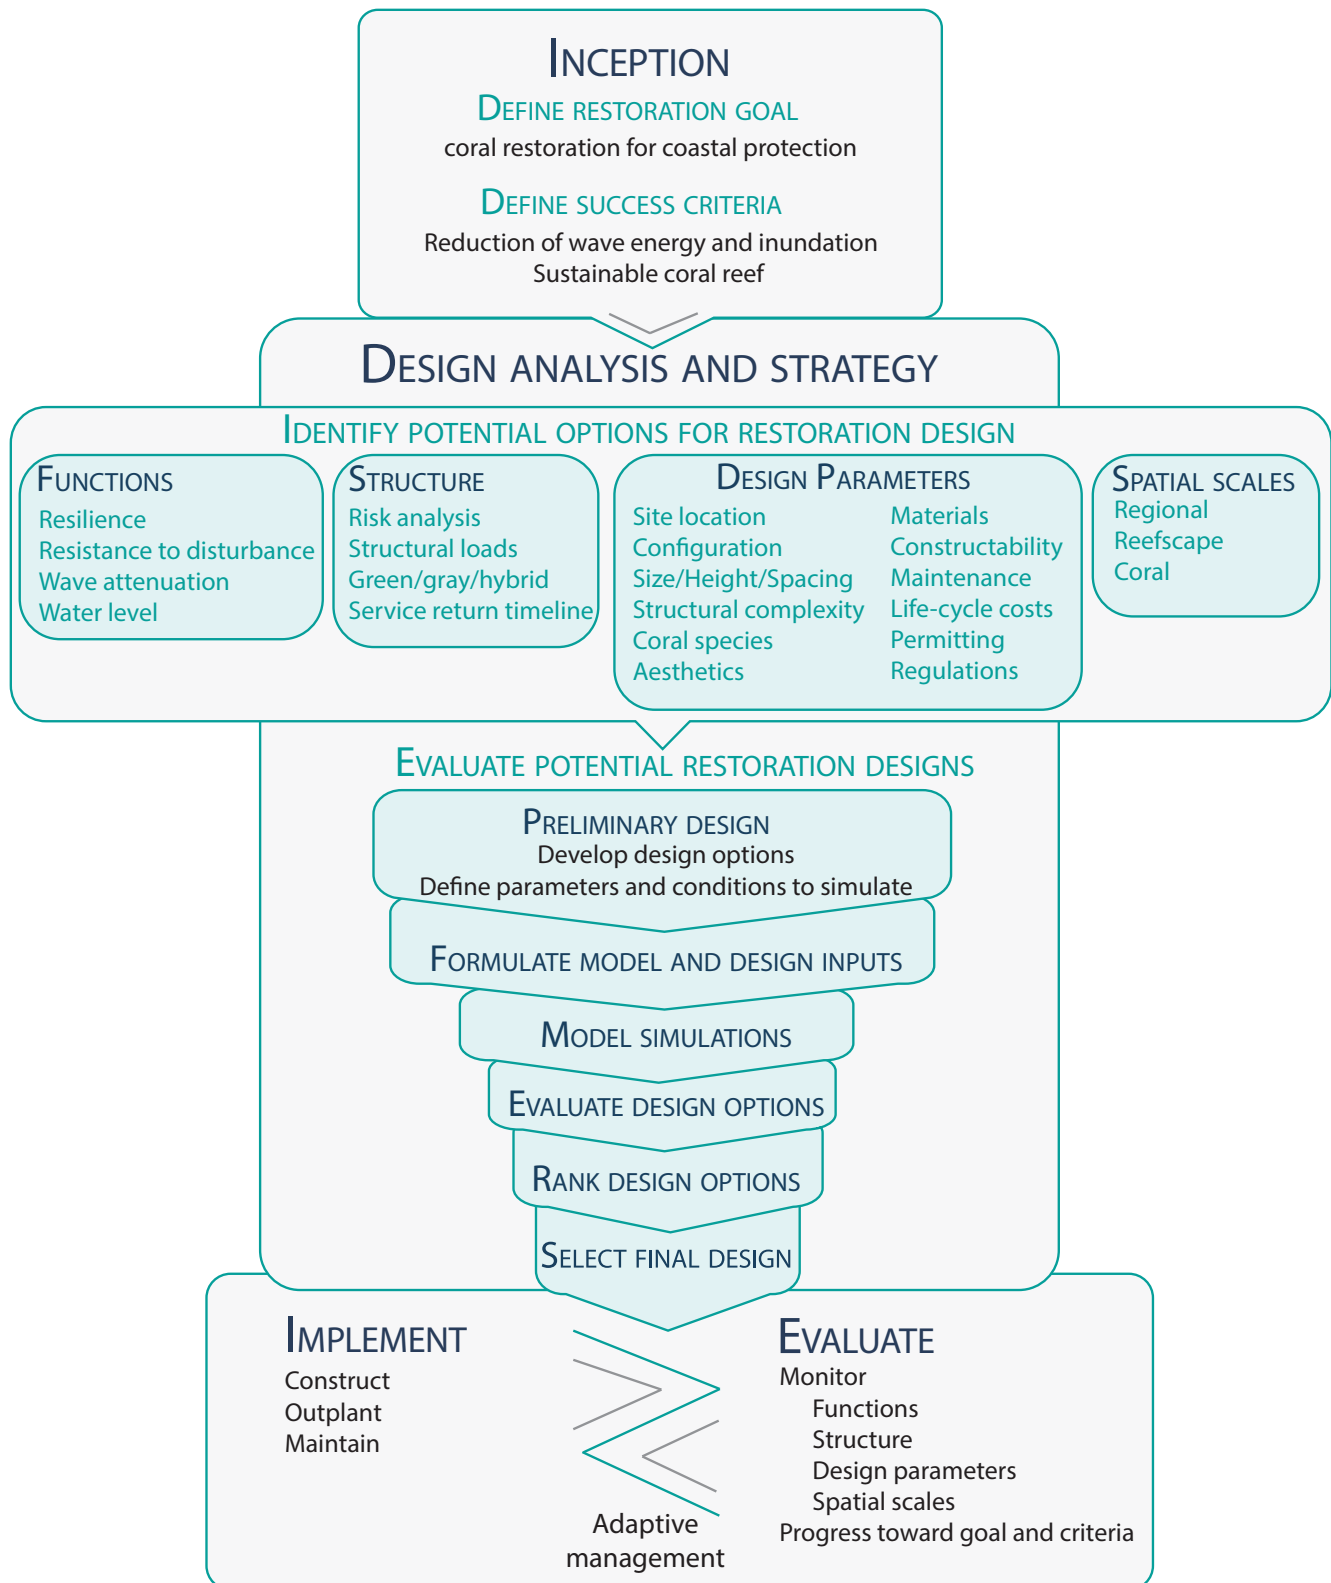 INCEPTION
DEFINE RESTORATION GOAL
coral restoration for coastal protection
DEFINE SUCCESS CRITERIA
Reduction of wave energy and inundation
Sustainable coral reef
DESIGN ANALYSIS AND STRATEGY
IDENTIFY POTENTIAL OPTIONS FOR RESTORATION DESIGN
FUNCTIONS
Resilience
Resistance to disturbance
Wave attenuation
Water level
STRUCTURE
Risk analysis
Structural loads
Green/gray/hybrid
Service return timeline
DESIGN PARAMETERS
Site location
Configuration
Size/Height/Spacing
Structural complexity
Coral species
Aesthetics
Materials
Constructability
Maintenance
Life-cycle costs
Permitting
Regulations
SPATIAL SCALES
Regional
Reefscape
Coral
EVALUATE POTENTIAL RESTORATION DESIGNS
PRELIMINARY DESIGN
Develop design options
Define parameters and conditions to simulate
FORMULATE MODEL AND DESIGN INPUTS
MODEL SIMULATIONS
EVALUATE DESIGN OPTIONS
RANK DESIGN OPTIONS
SELECT FINAL DESIGN
IMPLEMENT
Construct
Outplant
Maintain
Adaptive
management
EVALUATE
Monitor
Functions
Structure
Design parameters
Spatial scales
Progress toward goal and criteria